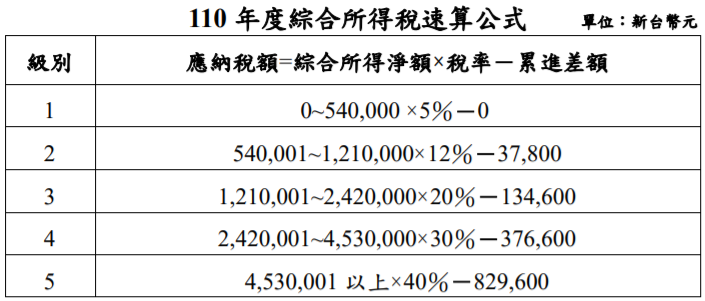 110 年度綜合所得稅速算公式 單位：新台幣元
級別 應納稅額=綜合所得淨額×稅率－累進差額
1 0~540,000 ×5％－0
2 540,001~1,210,000×12％－37,800
3 1,210,001~2,420,000×20％－134,600
4 2,420,001~4,530,000×30％－376,600
5 4,530,001 以上×40％－829,600